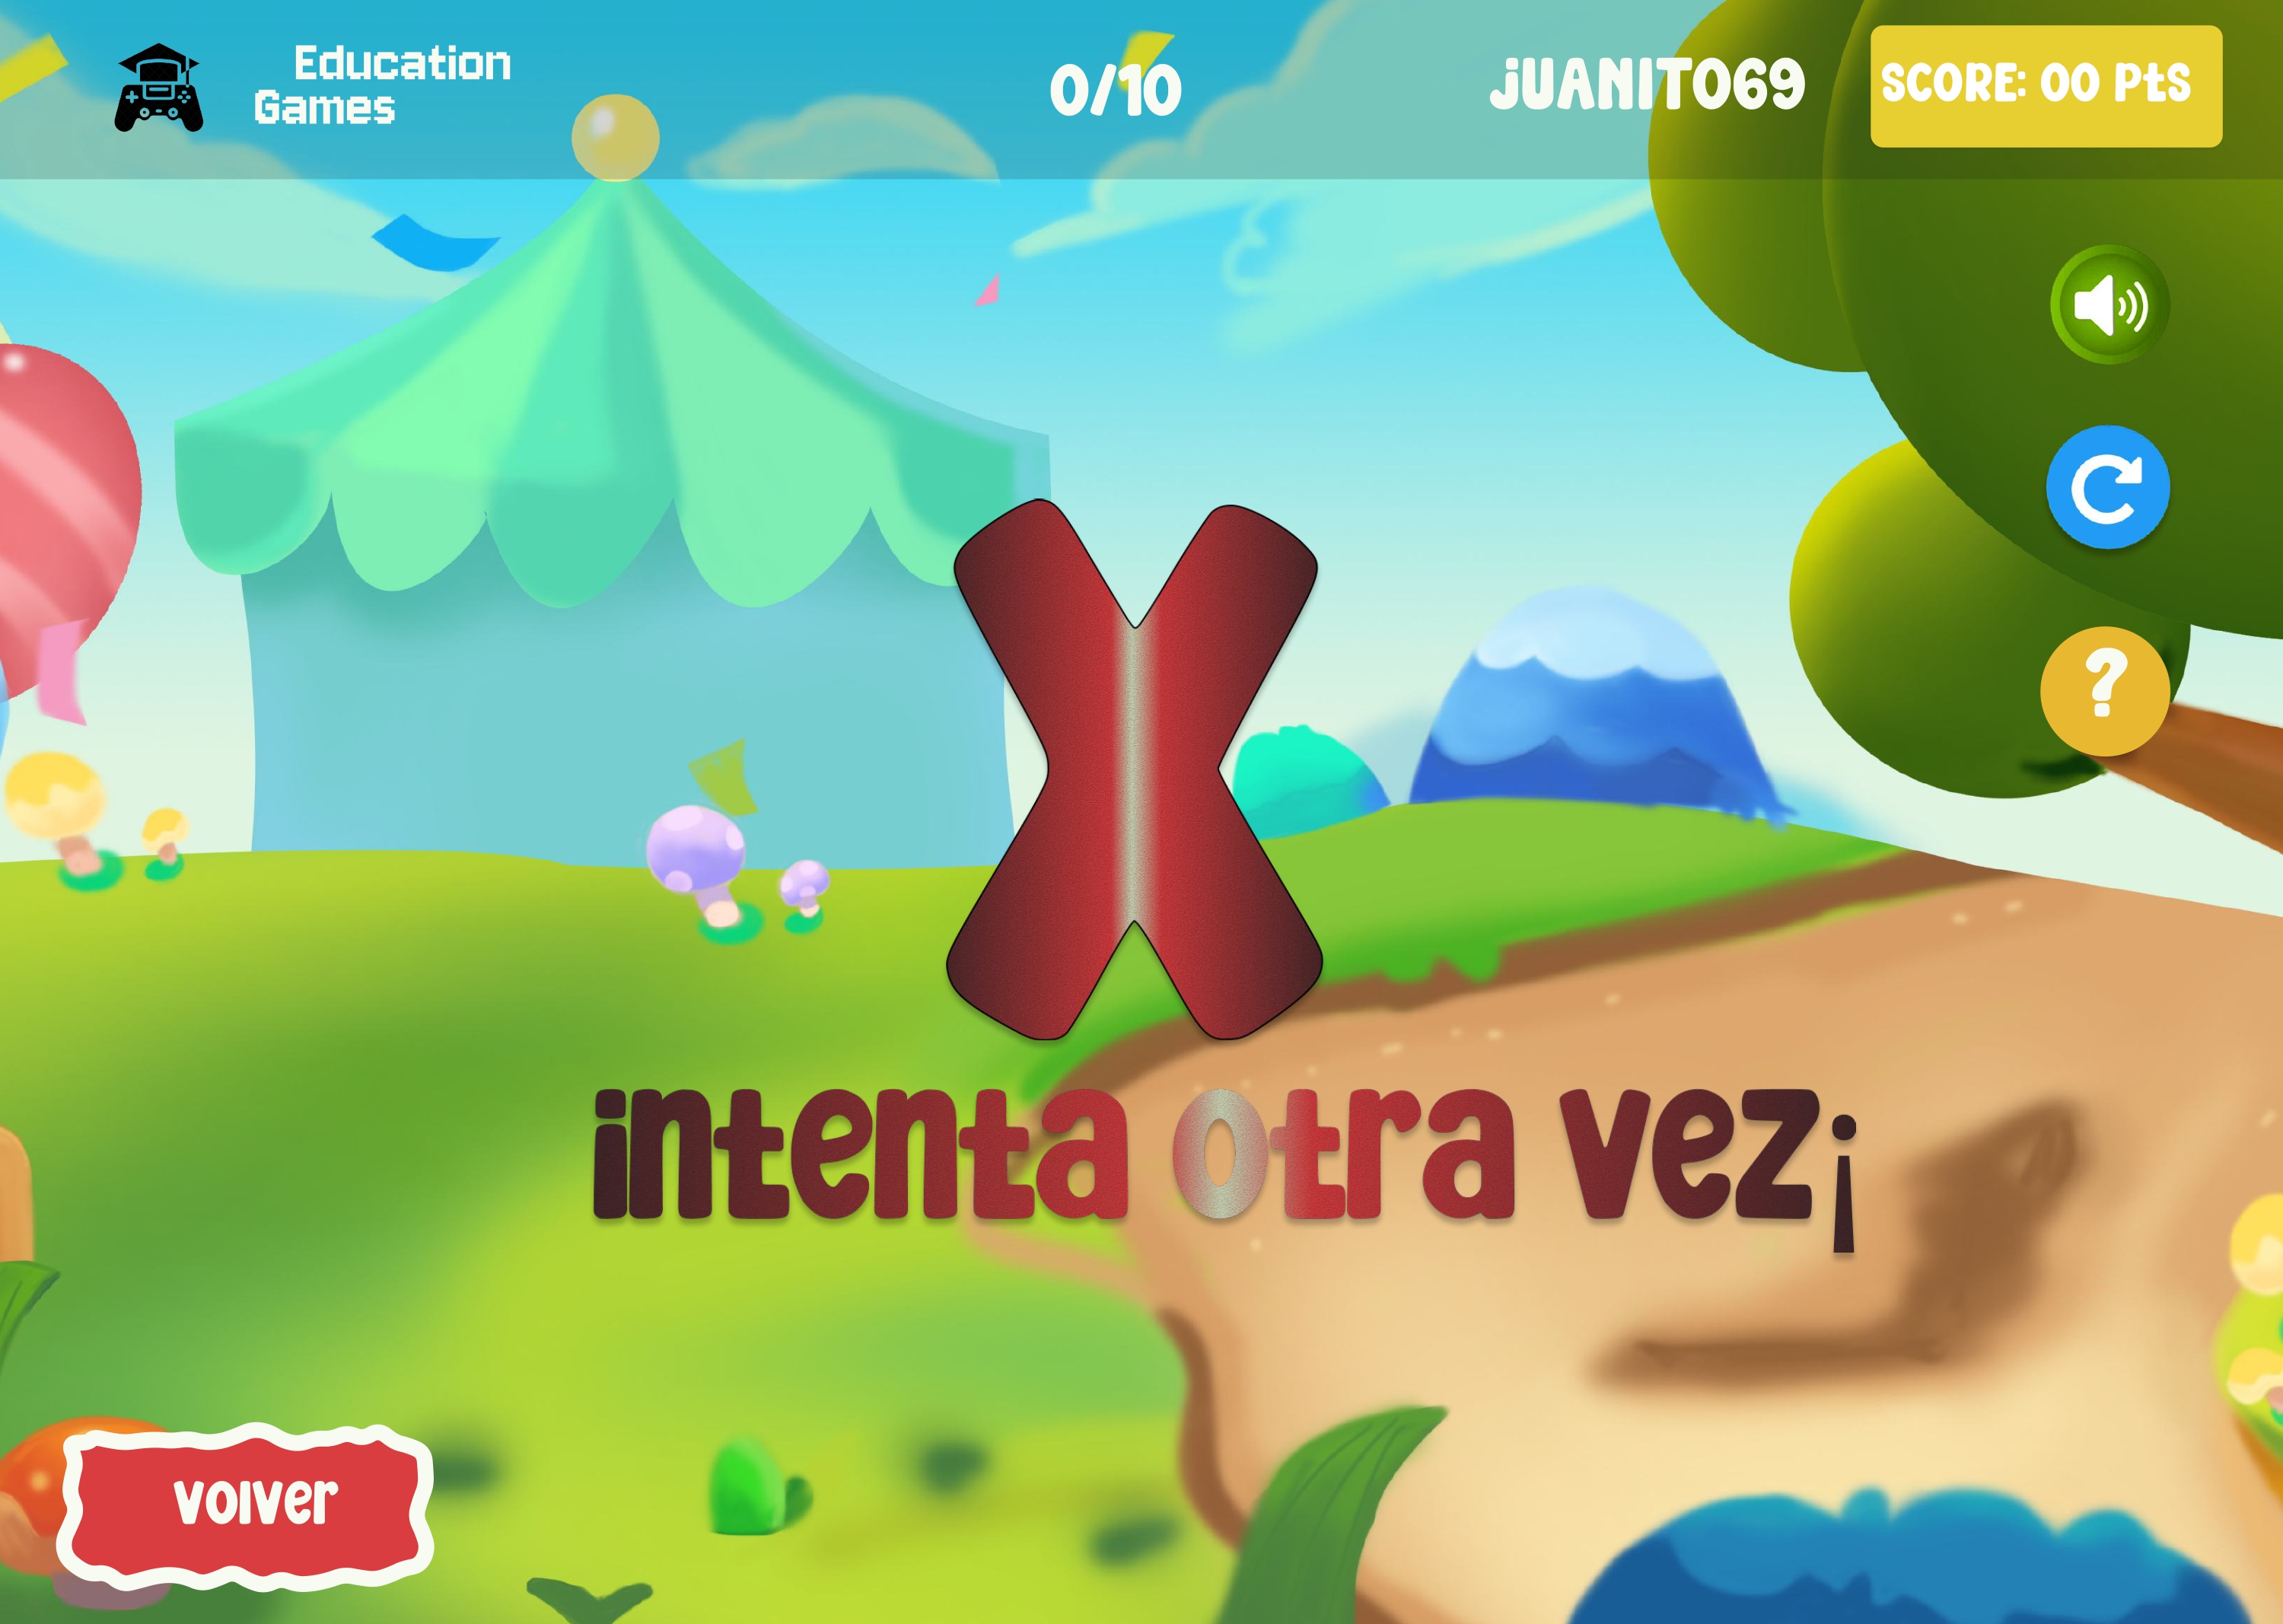 Education
Games
0/10
jUANITO69
SCORE: 00 PtS
?
X
intenta otra vez¡
volver